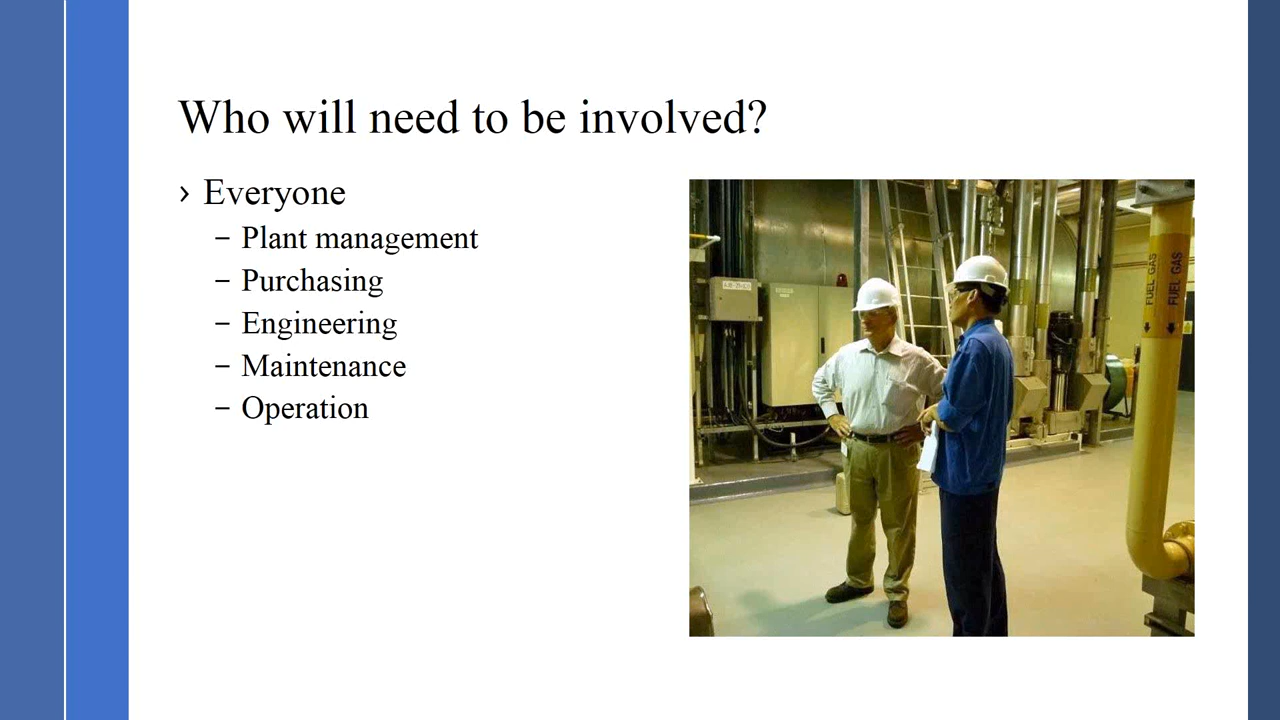 Who will need to be involved?
› Everyone
– Plant management
– Purchasing
– Engineering
– Maintenance
– Operation
FUEL GAS
FUEL GAS